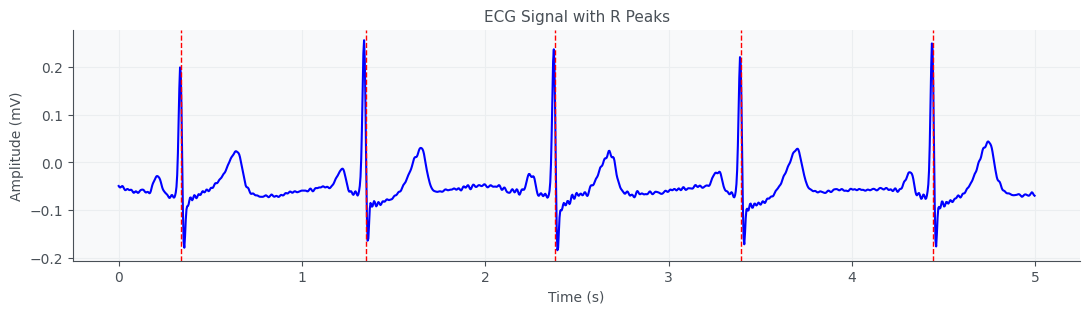 ECG Signal with R Peaks
Amplitude (mV)
0.2
0.1
0.0
−0.1
−0.2
0 1 2 3 4 5
Time (s)